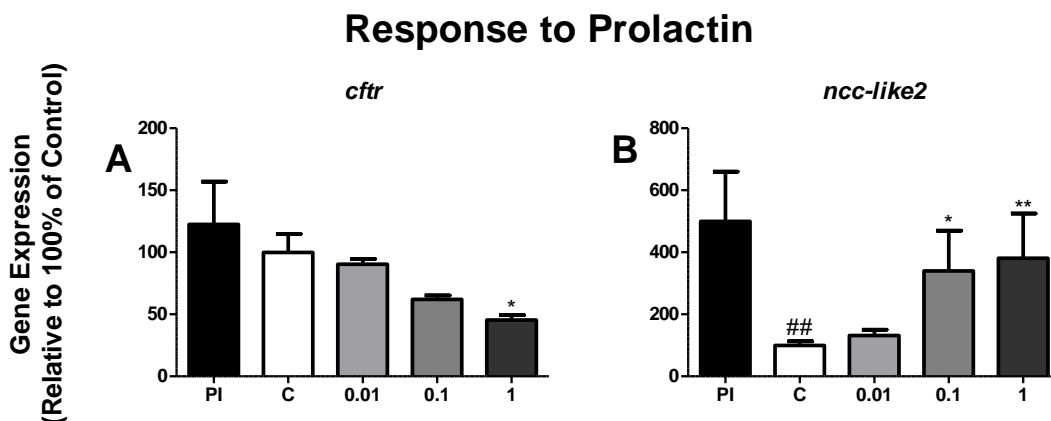 Response to Prolactin
Gene Expression
(Relative to 100% of Control)
cftr
A
200
150
100
50
0
*
PI C 0.01 0.1 1
ncc-like2
B
800
600
400
200
0
##
*
**
PI C 0.01 0.1 1